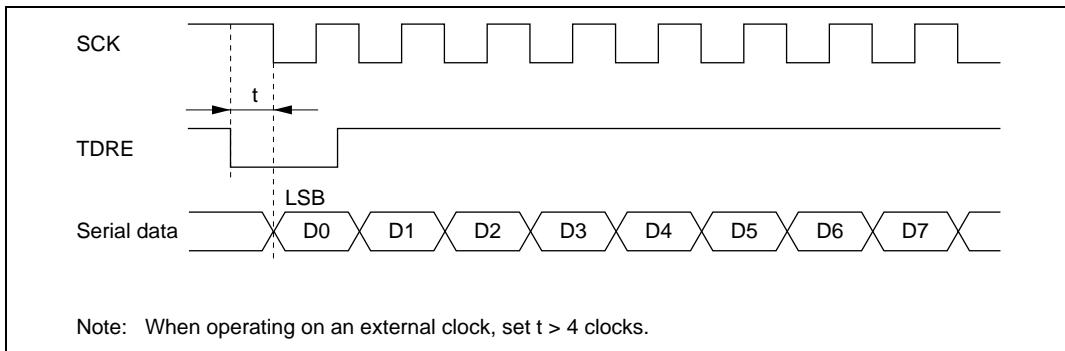 SCK
t
TDRE
LSB
Serial data
D0 D1 D2 D3 D4 D5 D6 D7
Note: When operating on an external clock, set t > 4 clocks.